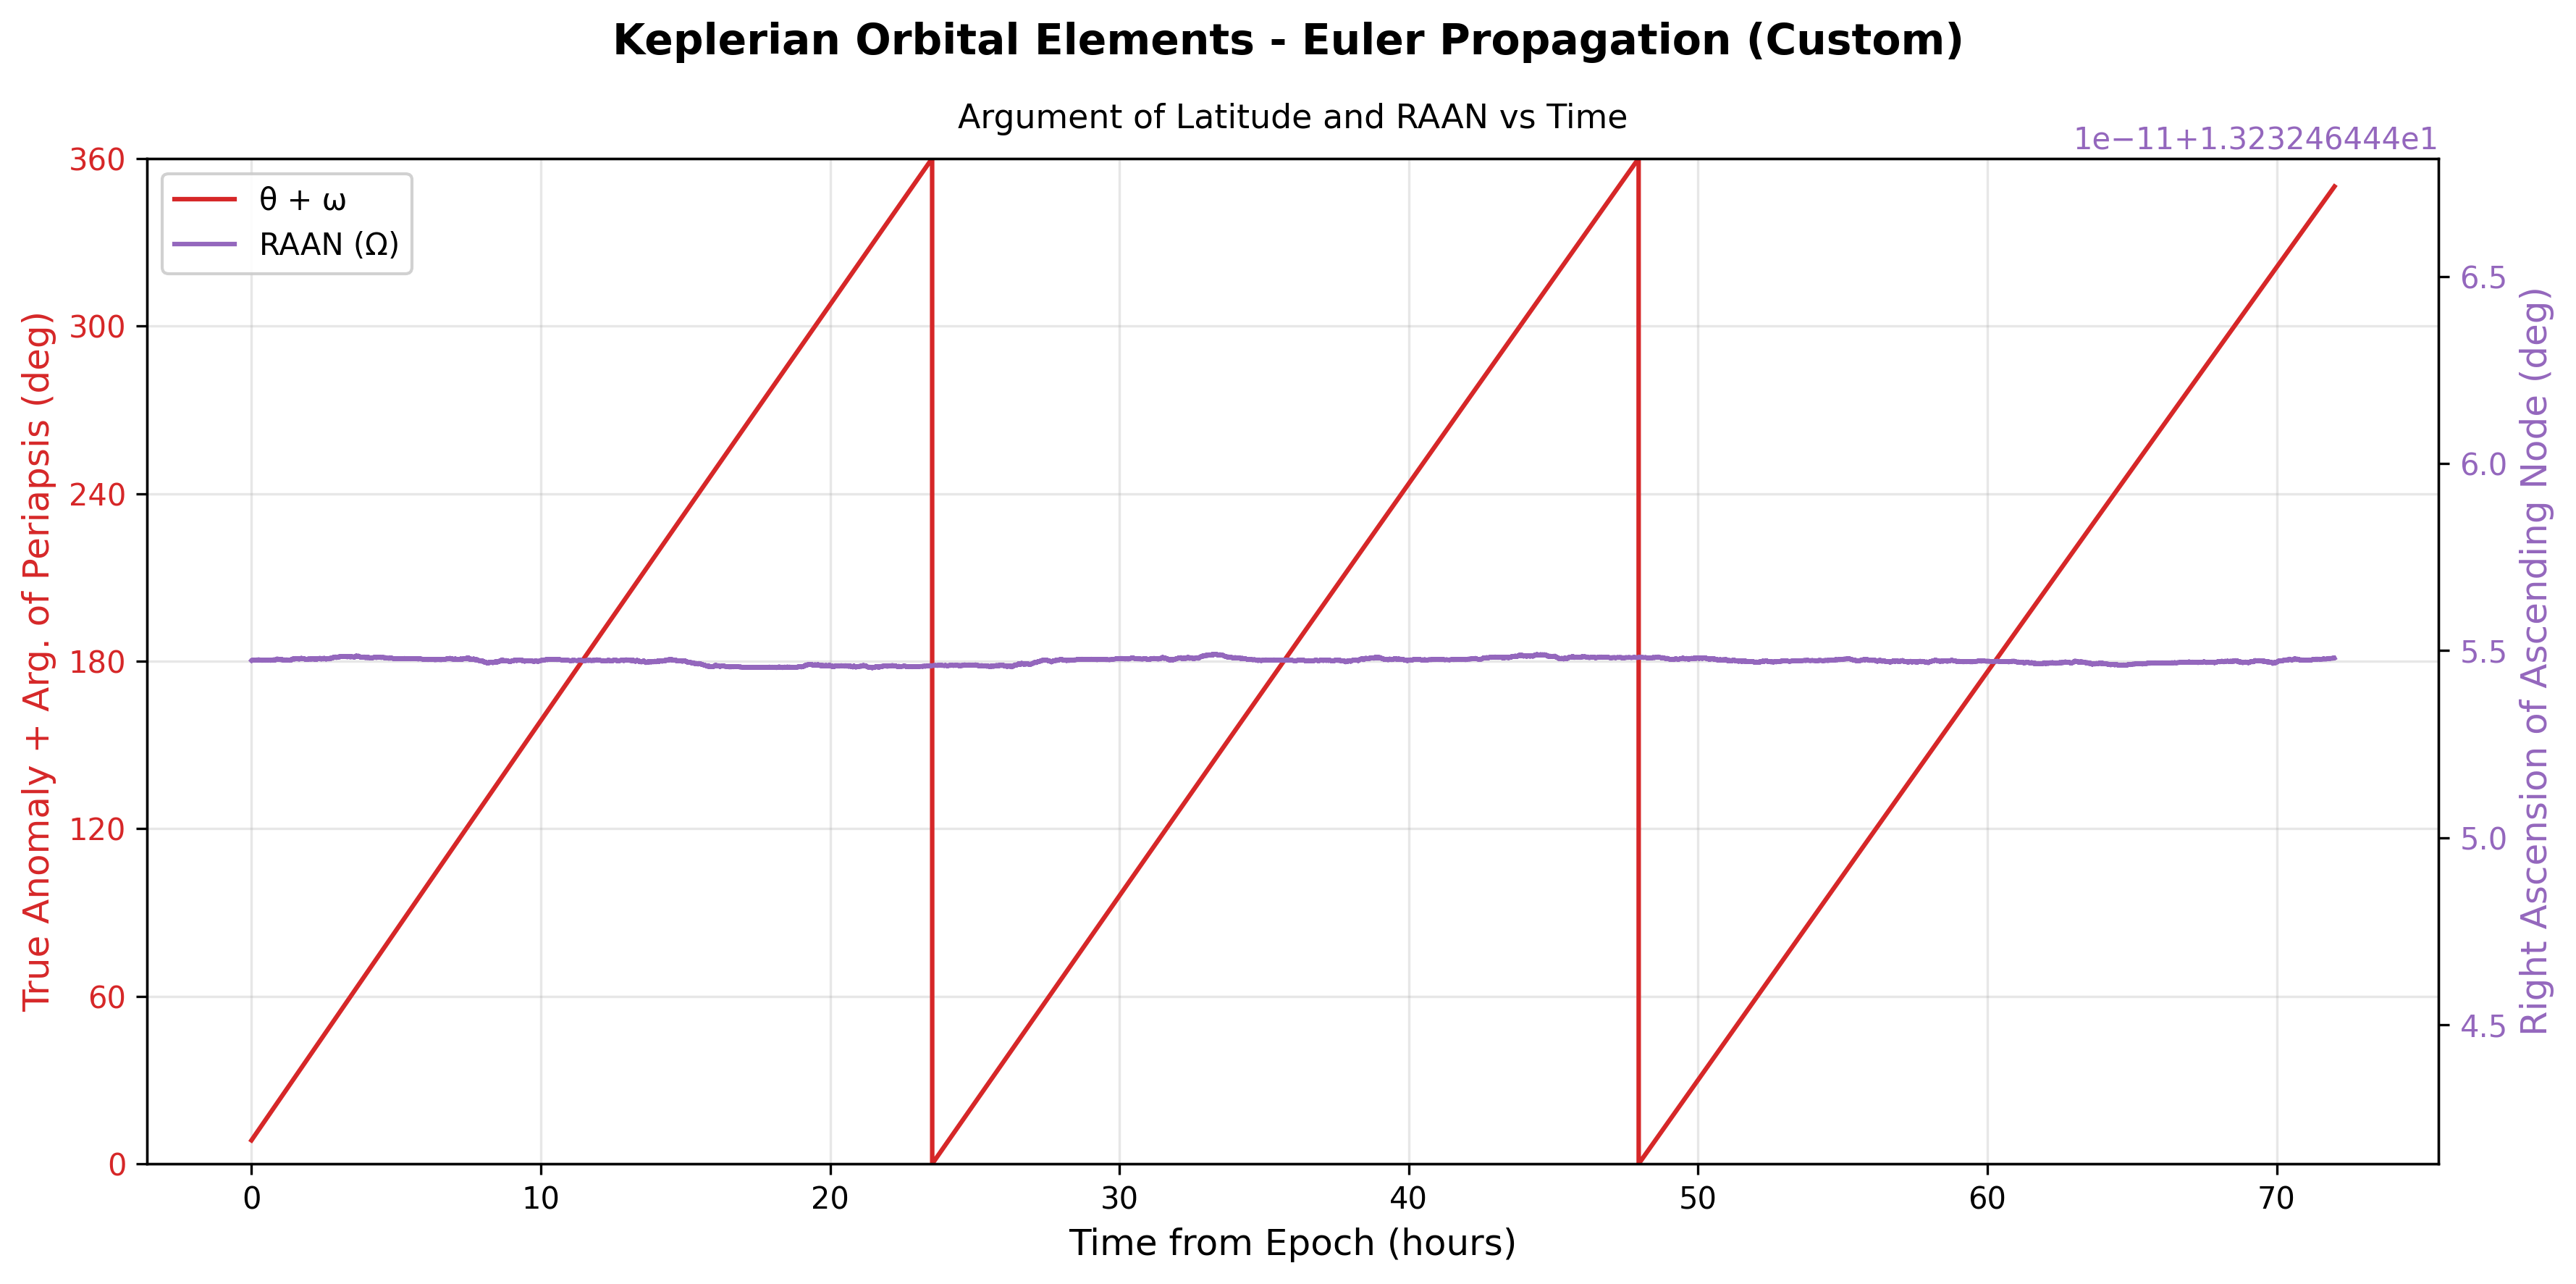 Keplerian Orbital Elements - Euler Propagation (Custom)
Argument of Latitude and RAAN vs Time
1e−11+1.323246444e1
θ + ω
RAAN (Ω)
True Anomaly + Arg. of Periapsis (deg)
360
300
240
180
120
60
0
Right Ascension of Ascending Node (deg)
6.5
6.0
5.5
5.0
4.5
0 10 20 30 40 50 60 70
Time from Epoch (hours)